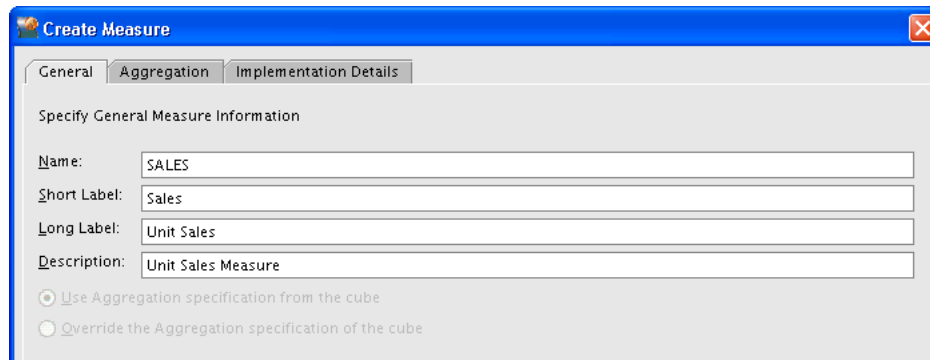 Create Measure
General Aggregation Implementation Details
Specify General Measure Information
Name: SALES
Short Label: Sales
Long Label: Unit Sales
Description: Unit Sales Measure
Use Aggregation specification from the cube
Override the Aggregation specification of the cube